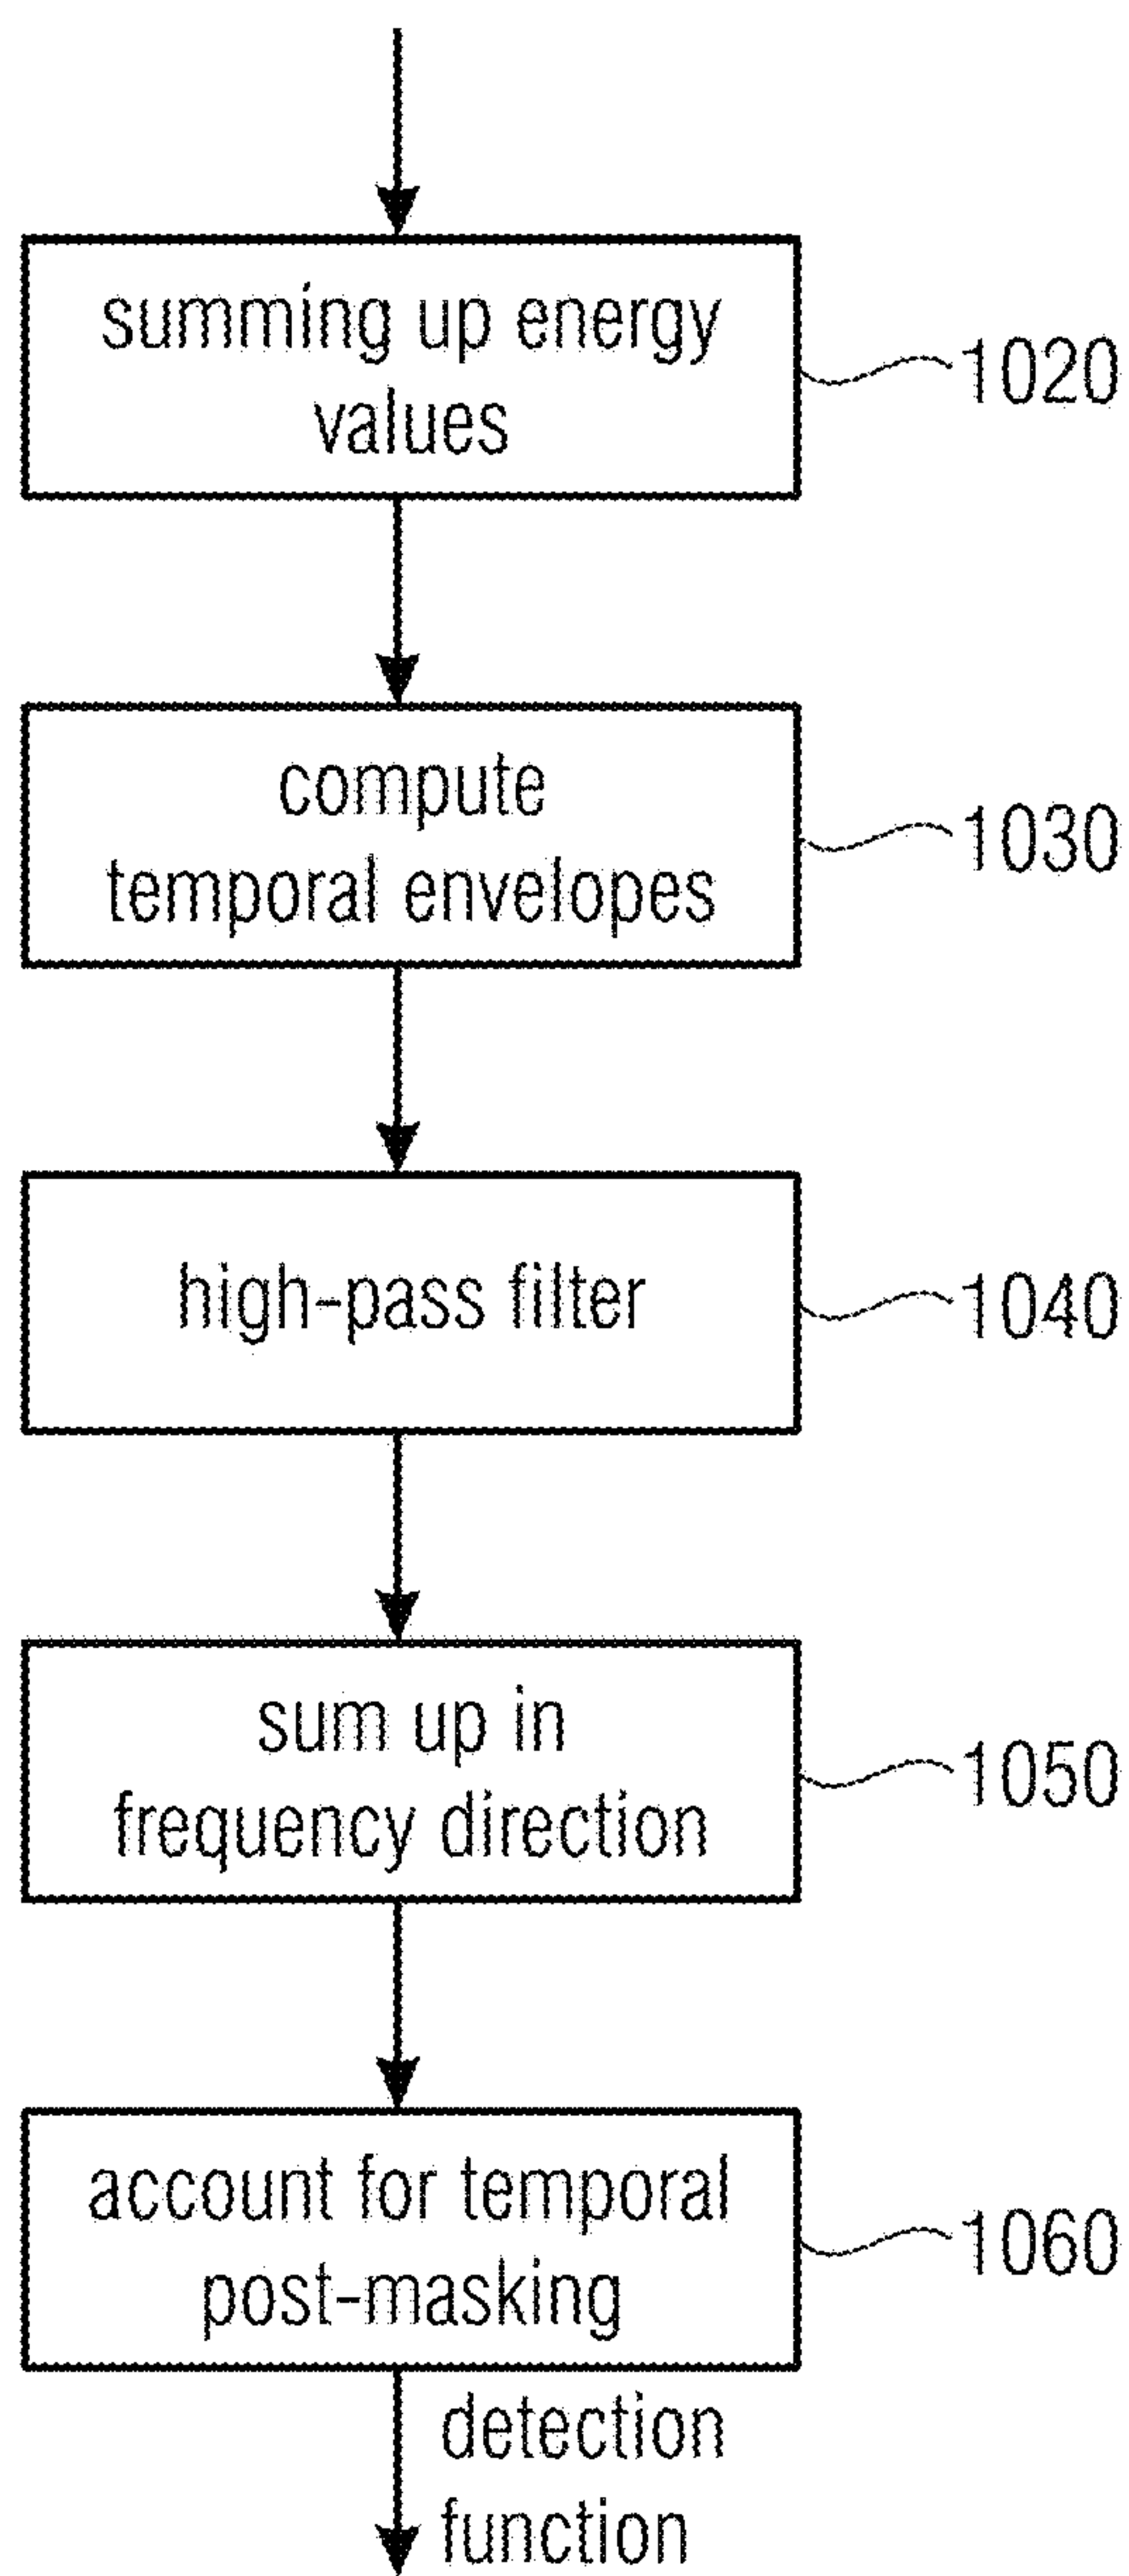 summing up energy
values
1020
compute
temporal envelopes
1030
high-pass filter
1040
sum up in
frequency direction
1050
account for temporal
post-masking
1060
detection
function